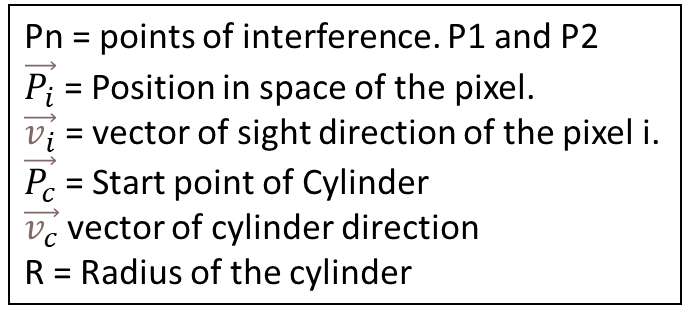 Pn = points of interference. P1 and P2
$\overrightarrow{P_i}$ = Position in space of the pixel.
$\overrightarrow{v_i}$ = vector of sight direction of the pixel i.
$\overrightarrow{P_c}$ = Start point of Cylinder
$\overrightarrow{v_c}$ vector of cylinder direction
R = Radius of the cylinder